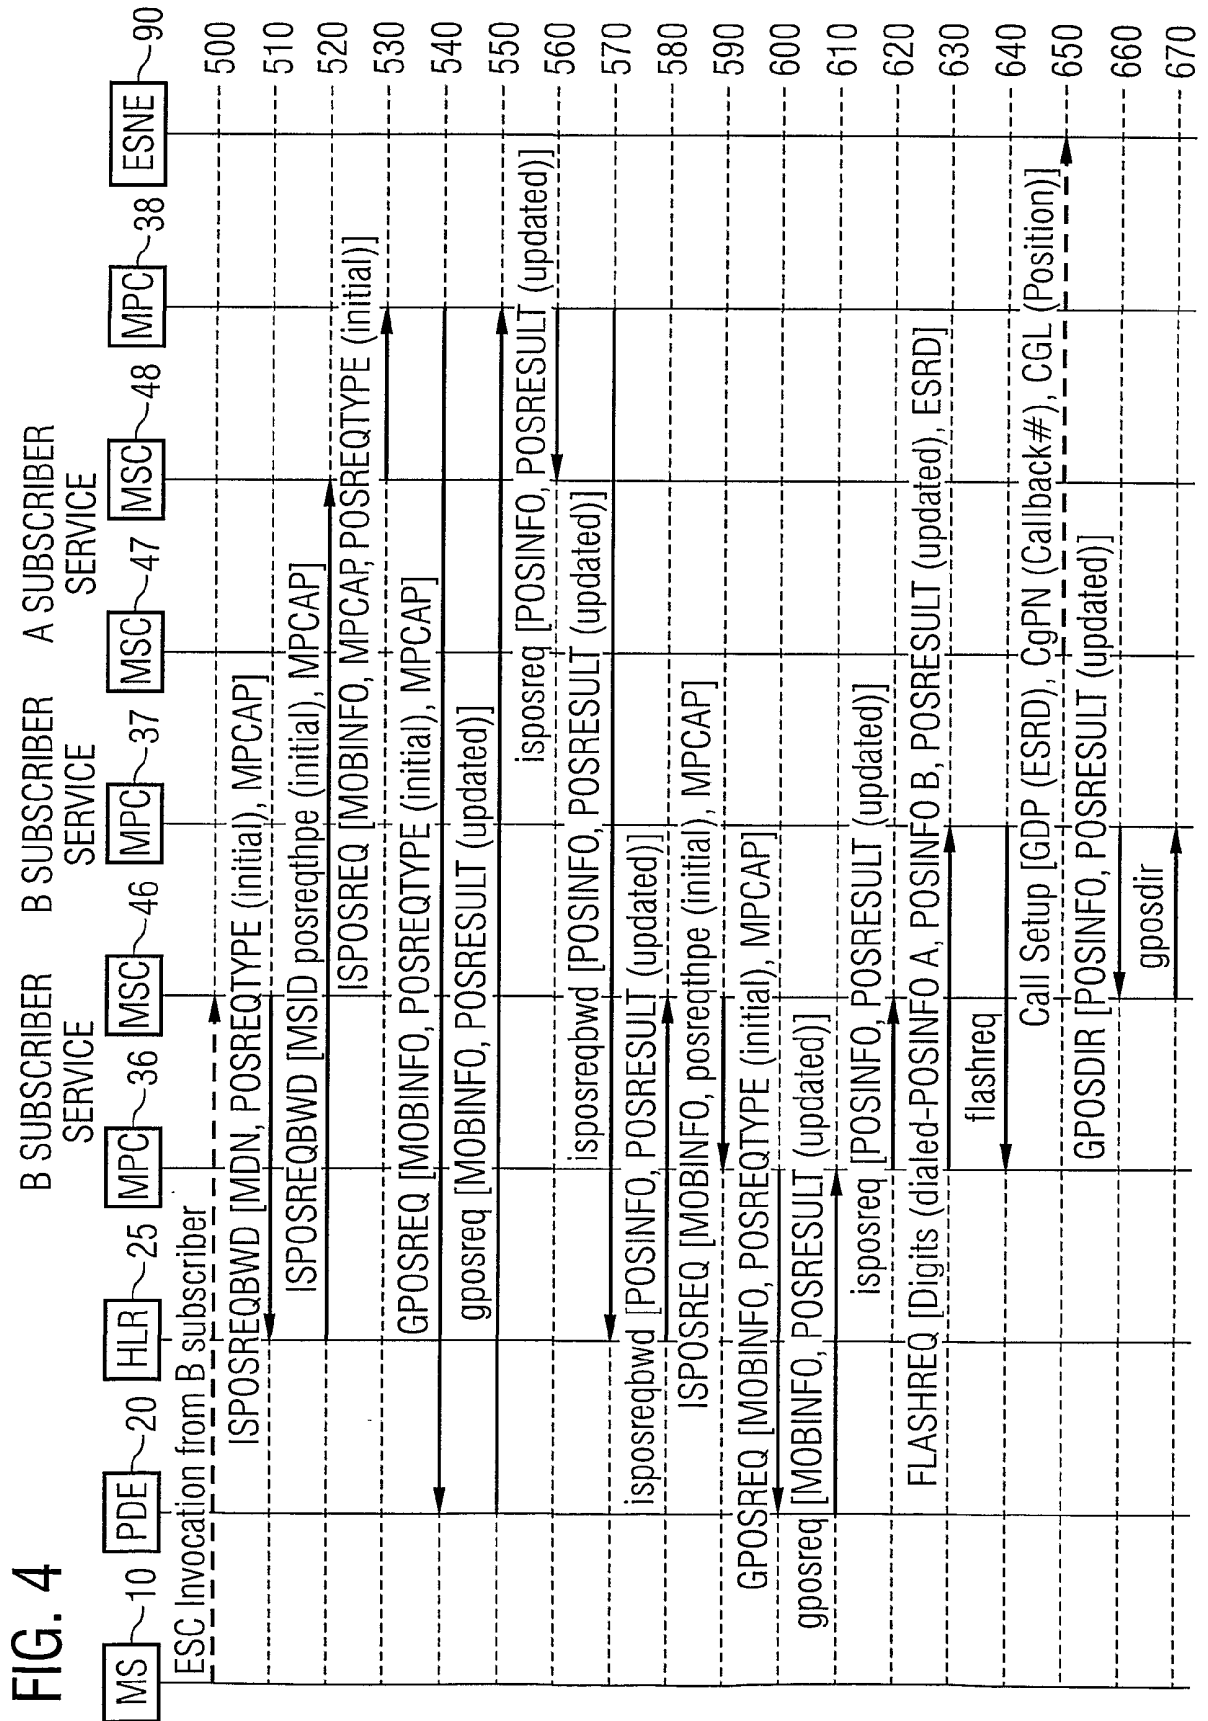 FIG. 4
B SUBSCRIBER
SERVICE
B SUBSCRIBER
SERVICE
A SUBSCRIBER
SERVICE
MS 10
PDE 20
HLR 25
MPC 36
MSC 46
MPC 37
MSC 47
MSC 48
MPC 38
ESNE 90
ESC Invocation from B subscriber
500
ISPOSREQBWD [MDN, POSREQTYPE (initial), MPCAP]
510
ISPOSREQBWD [MSID posreqthpe (initial), MPCAP]
520
ISPOSREQ [MOBINFO, MPCAP, POSREQTYPE (initial)]
530
GPOSREQ [MOBINFO, POSREQTYPE (initial), MPCAP]
540
gposreq [MOBINFO, POSRESULT (updated)]
550
isposreq [POSINFO, POSRESULT (updated)]
560
isposreqbwd [POSINFO, POSRESULT (updated)]
570
isposreqbwd [POSINFO, POSRESULT (updated)]
580
ISPOSREQ [MOBINFO, posreqthpe (initial), MPCAP]
590
GPOSREQ [MOBINFO, POSREQTYPE (initial), MPCAP]
600
gposreq [MOBINFO, POSRESULT (updated)]
610
isposreq [POSINFO, POSRESULT (updated)]
620
FLASHREQ [Digits (dialed-POSINFO A, POSINFO B, POSRESULT (updated), ESRD]
630
flashreq
640
Call Setup [GDP (ESRD), CgPN (Callback#), CGL (Position)]
650
GPOSDIR [POSINFO, POSRESULT (updated)]
660
gposdir
670